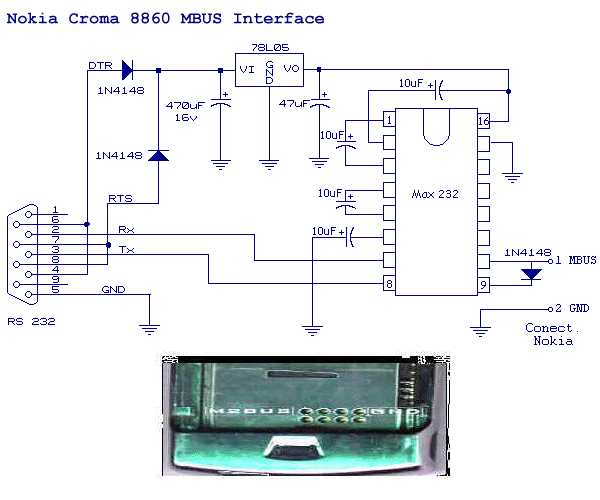 Nokia Croma 8860 MBUS Interface
78L05
DTR
VI
GND
VO
10uF +
1N4148
470uF
16v
+
47uF
+
1
16
10uF
+
1N4148
Max 232
RTS
10uF
+
1
6
2
Rx
10uF +
7
3
Tx
1N4148
8
1 MBUS
4
9
8
9
5
GND
2 GND
RS 232
Conect.
Nokia
M2BUS
GND